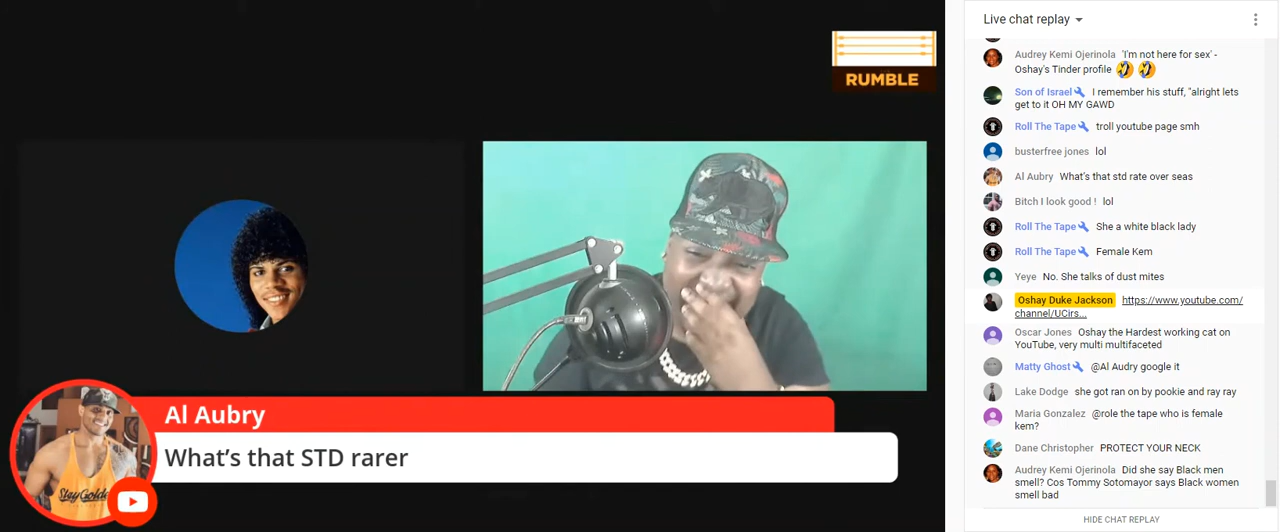 RUMBLE
StayGolde
Al Aubry
What's that STD rarer
Live chat replay
Audrey Kemi Ojerinola 'I'm not here for sex' -
Oshay's Tinder profile
Son of Israel I remember his stuff, "alright lets
get to it OH MY GAWD
Roll The Tape troll youtube page smh
busterfree jones lol
Al Aubry What's that std rate over seas
Bitch I look good ! lol
Roll The Tape She a white black lady
Roll The Tape Female Kem
Yeye No. She talks of dust mites
Oshay Duke Jackson https://www.youtube.com/
channel/UCirs...
Oscar Jones Oshay the Hardest working cat on
YouTube, very multi multifaceted
Matty Ghost @Al Audry google it
Lake Dodge she got ran on by pookie and ray ray
Maria Gonzalez @role the tape who is female
kem?
Dane Christopher PROTECT YOUR NECK
Audrey Kemi Ojerinola Did she say Black men
smell? Cos Tommy Sotomayor says Black women
smell bad
HIDE CHAT REPLAY